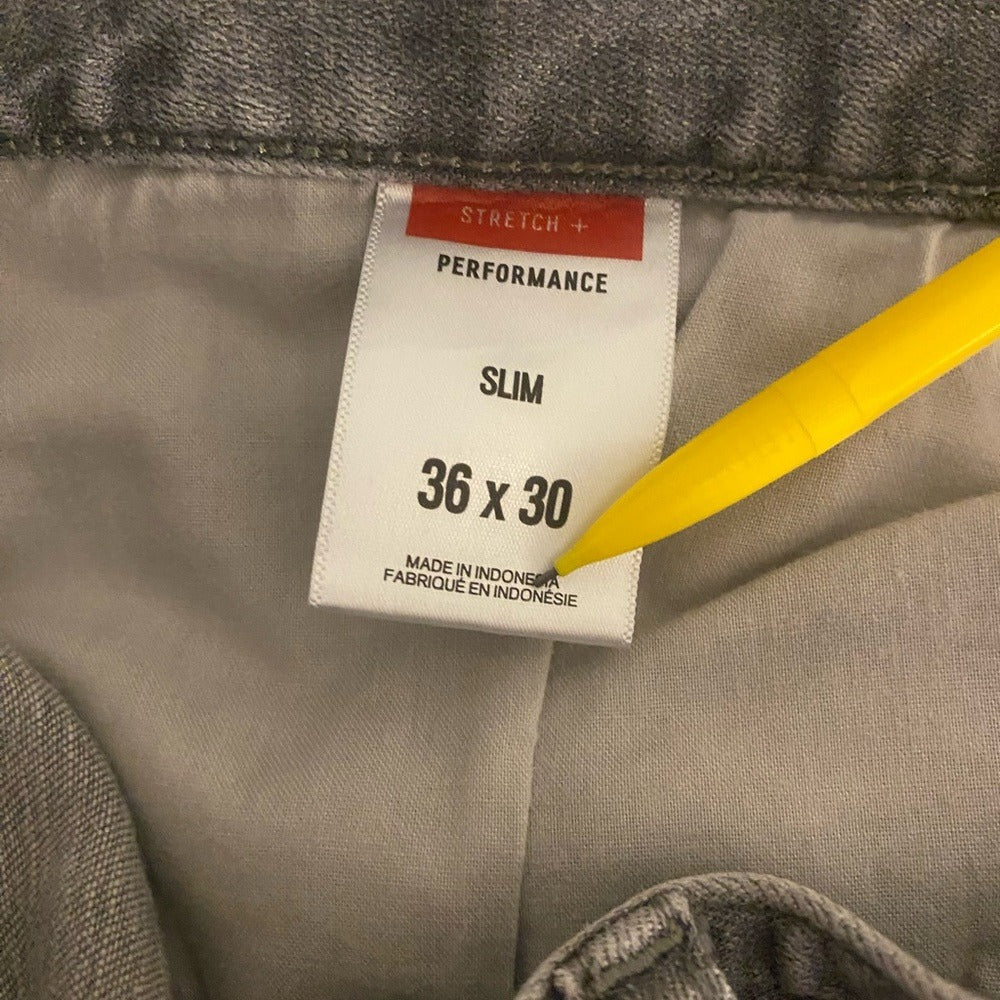 STRETCH +
PERFORMANCE
SLIM
36 x 30
MADE IN INDONESIA
FABRIQUÉ EN INDONÉSIE